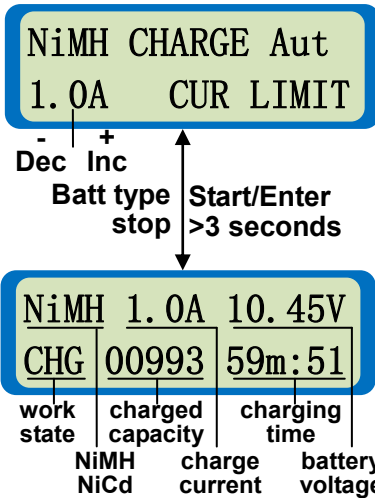 NiMH CHARGE Aut
1.0A CUR LIMIT
- +
Dec Inc
Batt type Start/Enter
stop >3 seconds
NiMH 1.0A 10.45V
CHG 00993 59m:51
work charged charging
state capacity time
NiMH charge battery
NiCd current voltage